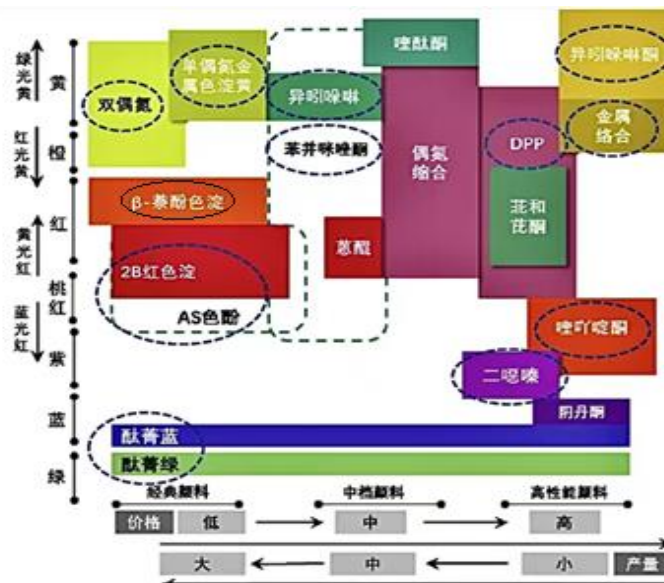 绿光黄
黄
红光黄
橙
黄光红
红
桃红
蓝光红
紫
蓝
绿
双偶氮
单偶氮金属色淀黄
异吲哚啉
喹酞酮
异吲哚啉酮
金属络合
苯并咪唑酮
偶氮缩合
DPP
苝和芘酮
β-萘酚色淀
蒽醌
2B红色淀
AS色酚
喹吖啶酮
二噁嗪
阴丹酮
酞菁蓝
酞菁绿
经典颜料
中档颜料
高性能颜料
价格
低
中
高
大
中
小
产量